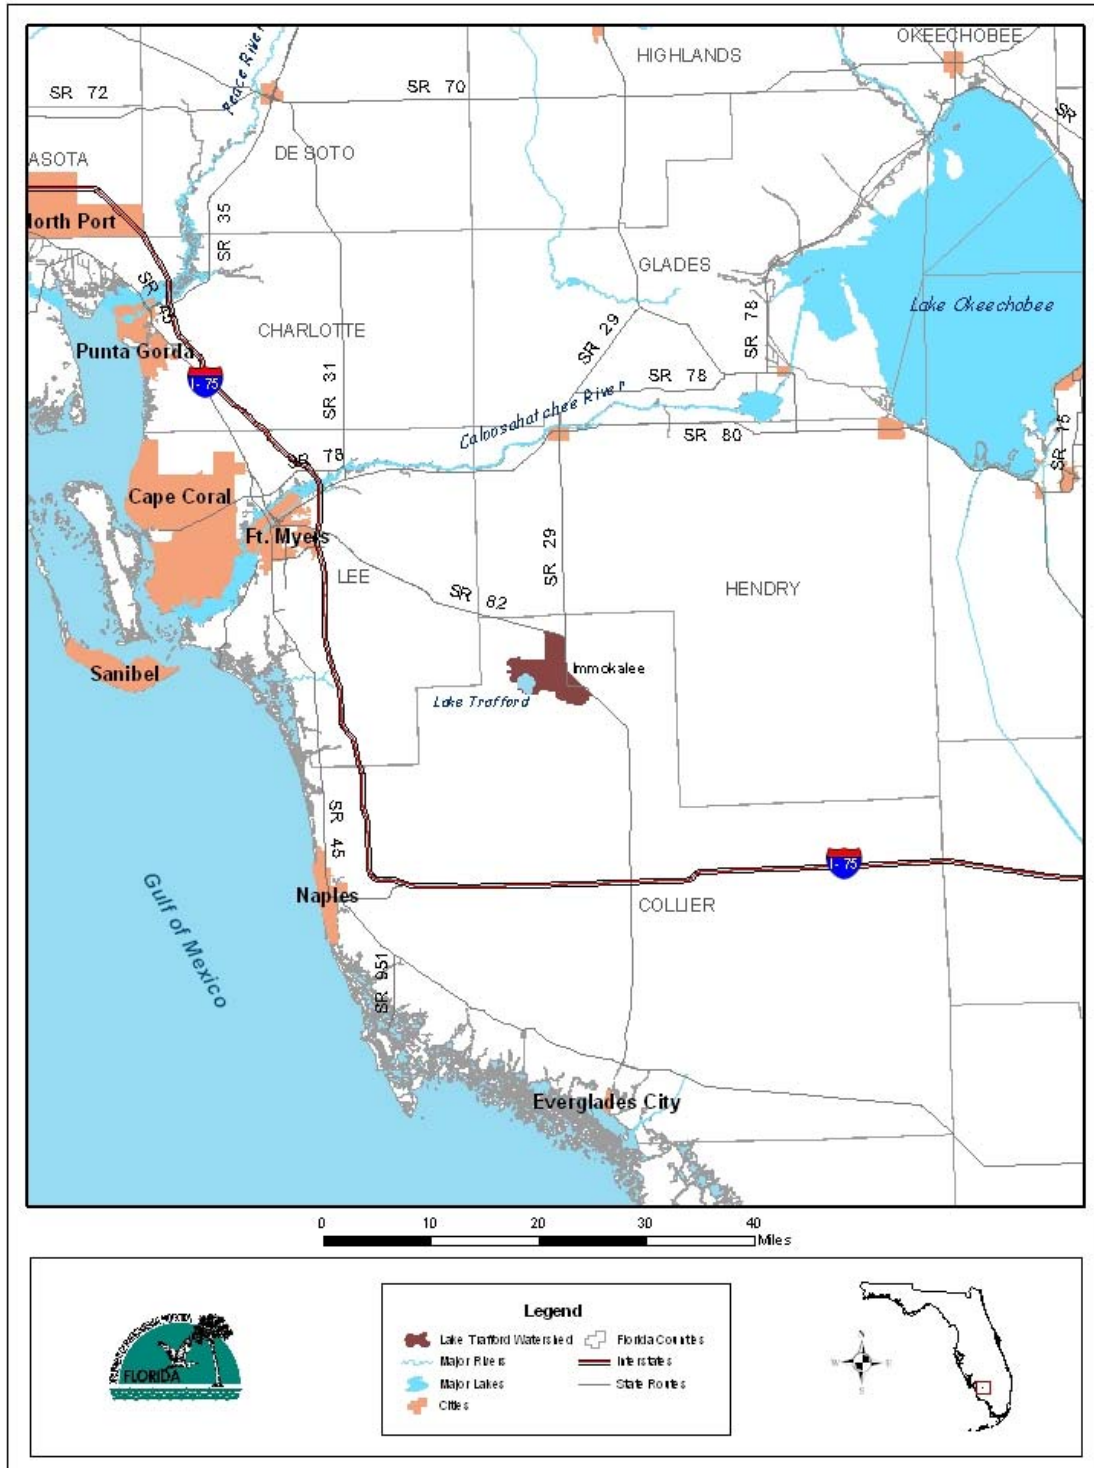 OKEECHOBEE
HIGHLANDS
Peace River
SR 72
SR 70
SR
ASOTA
DE SOTO
North Port
SR 35
GLADES
SR 78
Lake Okeechobee
SR
CHARLOTTE
SR 29
Punta Gorda
I-75
SR 31
SR 78
Caloosahatchee River
SR 80
SR 15
SR 78
Cape Coral
Ft. Myers
SR 29
LEE
SR 82
HENDRY
Sanibel
Immokalee
Lake Trafford
SR 45
I-75
Naples
COLLIER
Gulf of Mexico
SR 951
Everglades City
0 10 20 30 40
Miles
Legend
Lake Trafford Watershed
Florida Counties
Major Rivers
Interstates
Major Lakes
State Routes
Cities
FLORIDA
N
W E
S